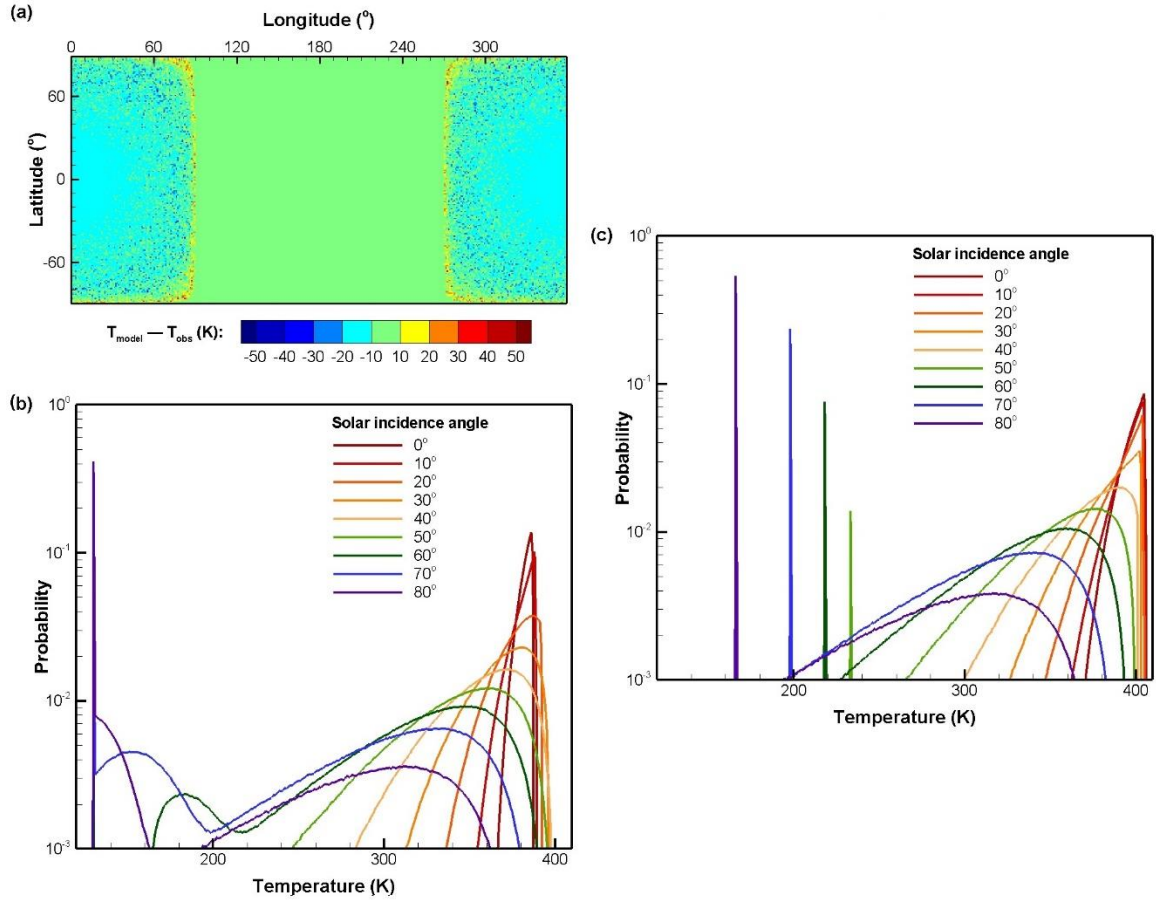 (a)
Longitude (°)
0 60 120 180 240 300
Latitude (°)
60
0
-60
T_model — T_obs (K):
-50 -40 -30 -20 -10 10 20 30 40 50
(b)
10⁰
10⁻¹
10⁻²
10⁻³
Probability
Solar incidence angle
0°
10°
20°
30°
40°
50°
60°
70°
80°
200 300 400
Temperature (K)
(c)
10⁰
10⁻¹
10⁻²
10⁻³
Probability
Solar incidence angle
0°
10°
20°
30°
40°
50°
60°
70°
80°
200 300 400
Temperature (K)